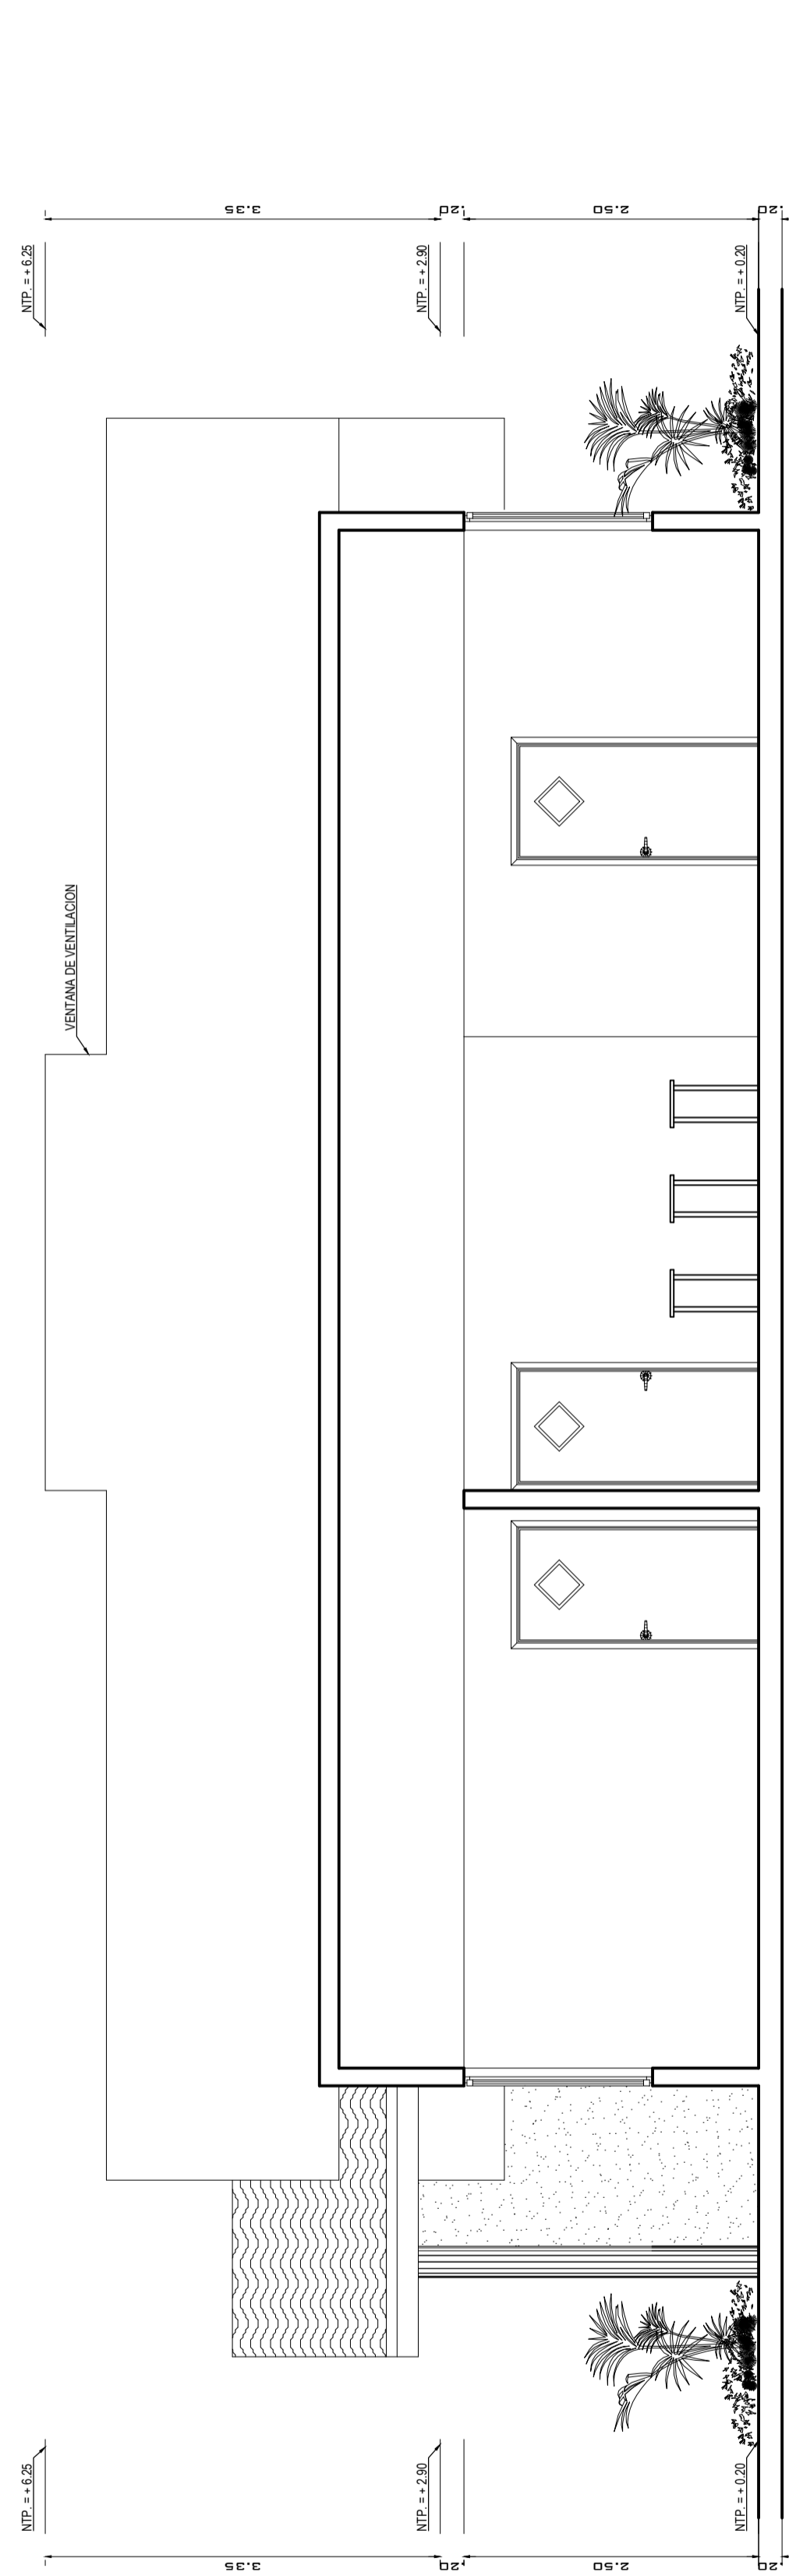 3.35
.20
2.50
.20
NTP. = + 6.25
NTP. = + 2.90
NTP. = + 0.20
VENTANA DE VENTILACION
NTP. = + 6.25
NTP. = + 2.90
NTP. = + 0.20
3.35
.20
2.50
.20